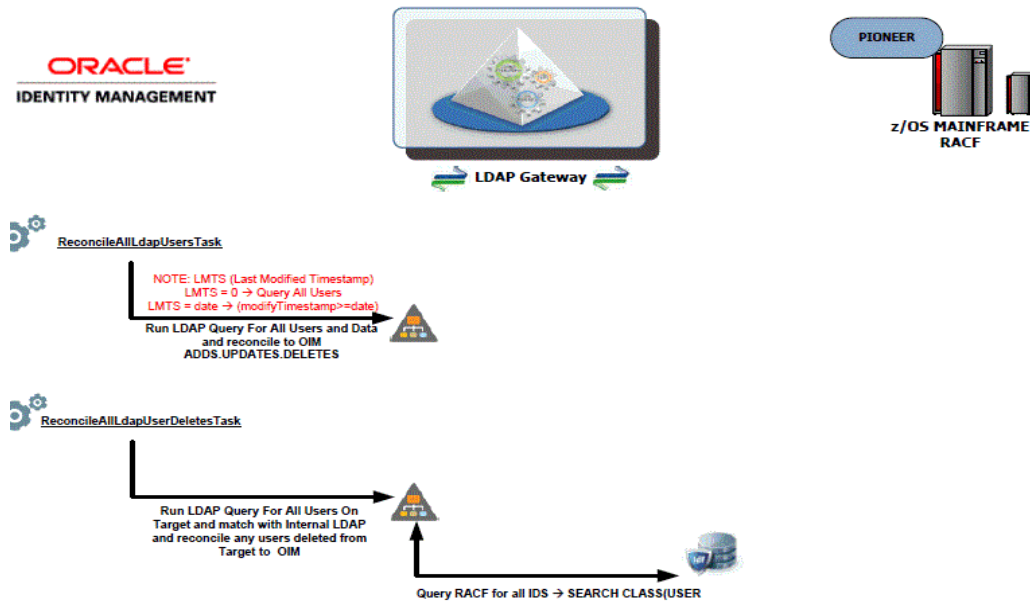 ORACLE'
IDENTITY MANAGEMENT
LDAP Gateway
PIONEER
z/OS MAINFRAME
RACF
ReconcileAllLdapUsersTask
NOTE: LMTS (Last Modified Timestamp)
LMTS = 0 → Query All Users
LMTS = date → (modifyTimestamp>=date)
Run LDAP Query For All Users and Data
and reconcile to OIM
ADDS.UPDATES.DELETES
ReconcileAllLdapUserDeletesTask
Run LDAP Query For All Users On
Target and match with Internal LDAP
and reconcile any users deleted from
Target to OIM
Query RACF for all IDS → SEARCH CLASS(USER